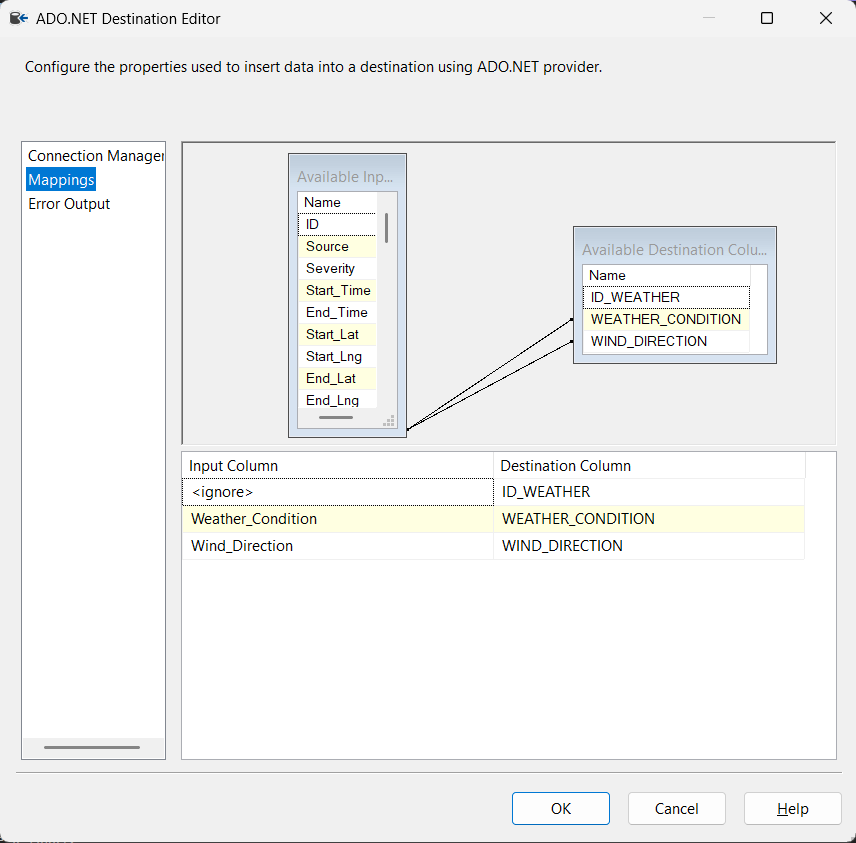 ADO.NET Destination Editor
Configure the properties used to insert data into a destination using ADO.NET provider.
Connection Manager
Mappings
Error Output
Available Inp...
Name
ID
Source
Severity
Start_Time
End_Time
Start_Lat
Start_Lng
End_Lat
End_Lng
Available Destination Colu...
Name
ID_WEATHER
WEATHER_CONDITION
WIND_DIRECTION
Input Column Destination Column
<ignore> ID_WEATHER
Weather_Condition WEATHER_CONDITION
Wind_Direction WIND_DIRECTION
OK Cancel Help